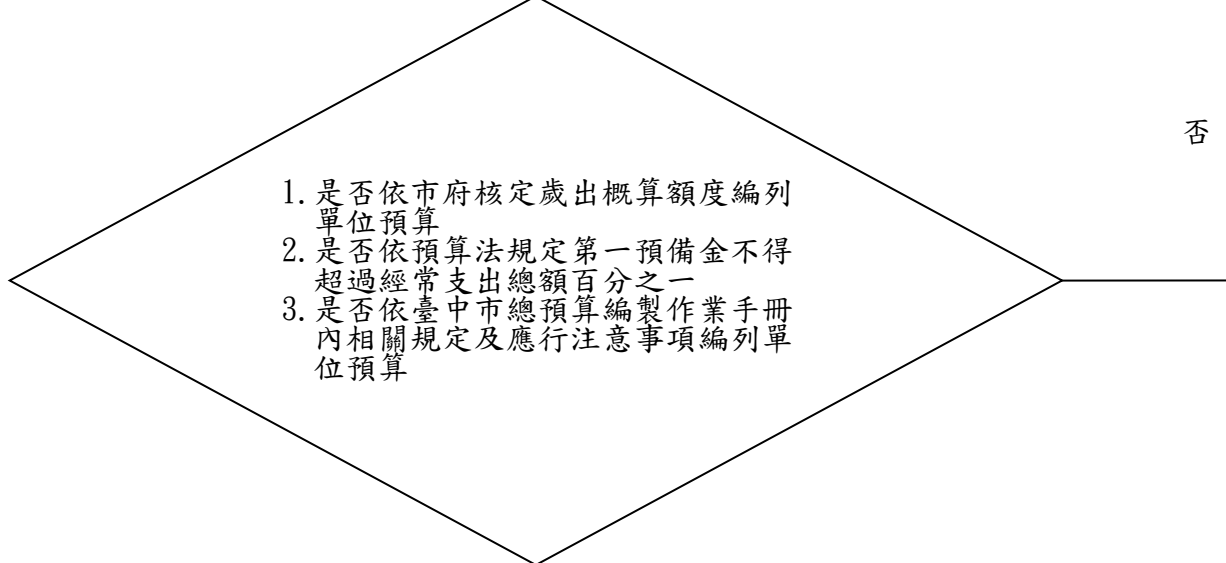 否
1.是否依市府核定歲出概算額度編列
單位預算
2.是否依預算法規定第一預備金不得
超過經常支出總額百分之一
3.是否依臺中市總預算編製作業手冊
內相關規定及應行注意事項編列單
位預算